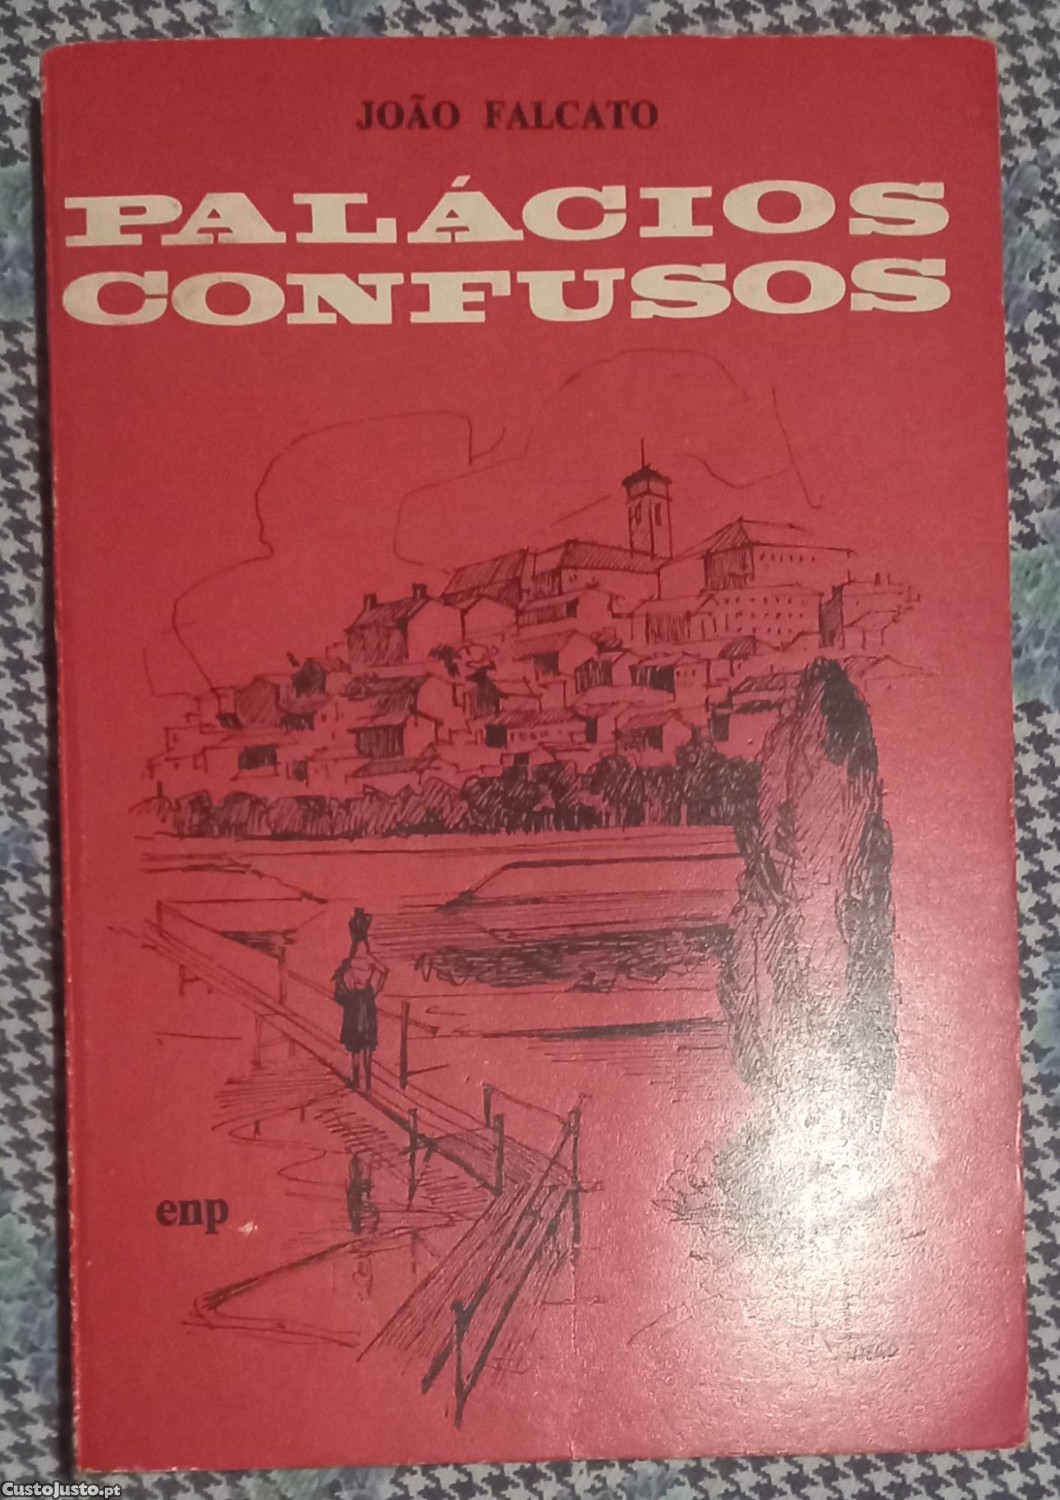 JOÃO FALCATO
PALÁCIOS
CONFUSOS
enp
CustoJusto.pt